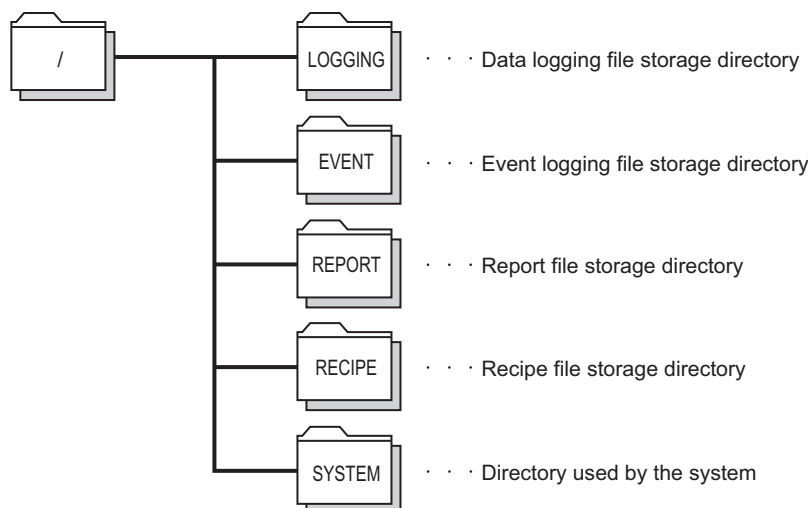 /
LOGGING · · · Data logging file storage directory
EVENT · · · Event logging file storage directory
REPORT · · · Report file storage directory
RECIPE · · · Recipe file storage directory
SYSTEM · · · Directory used by the system